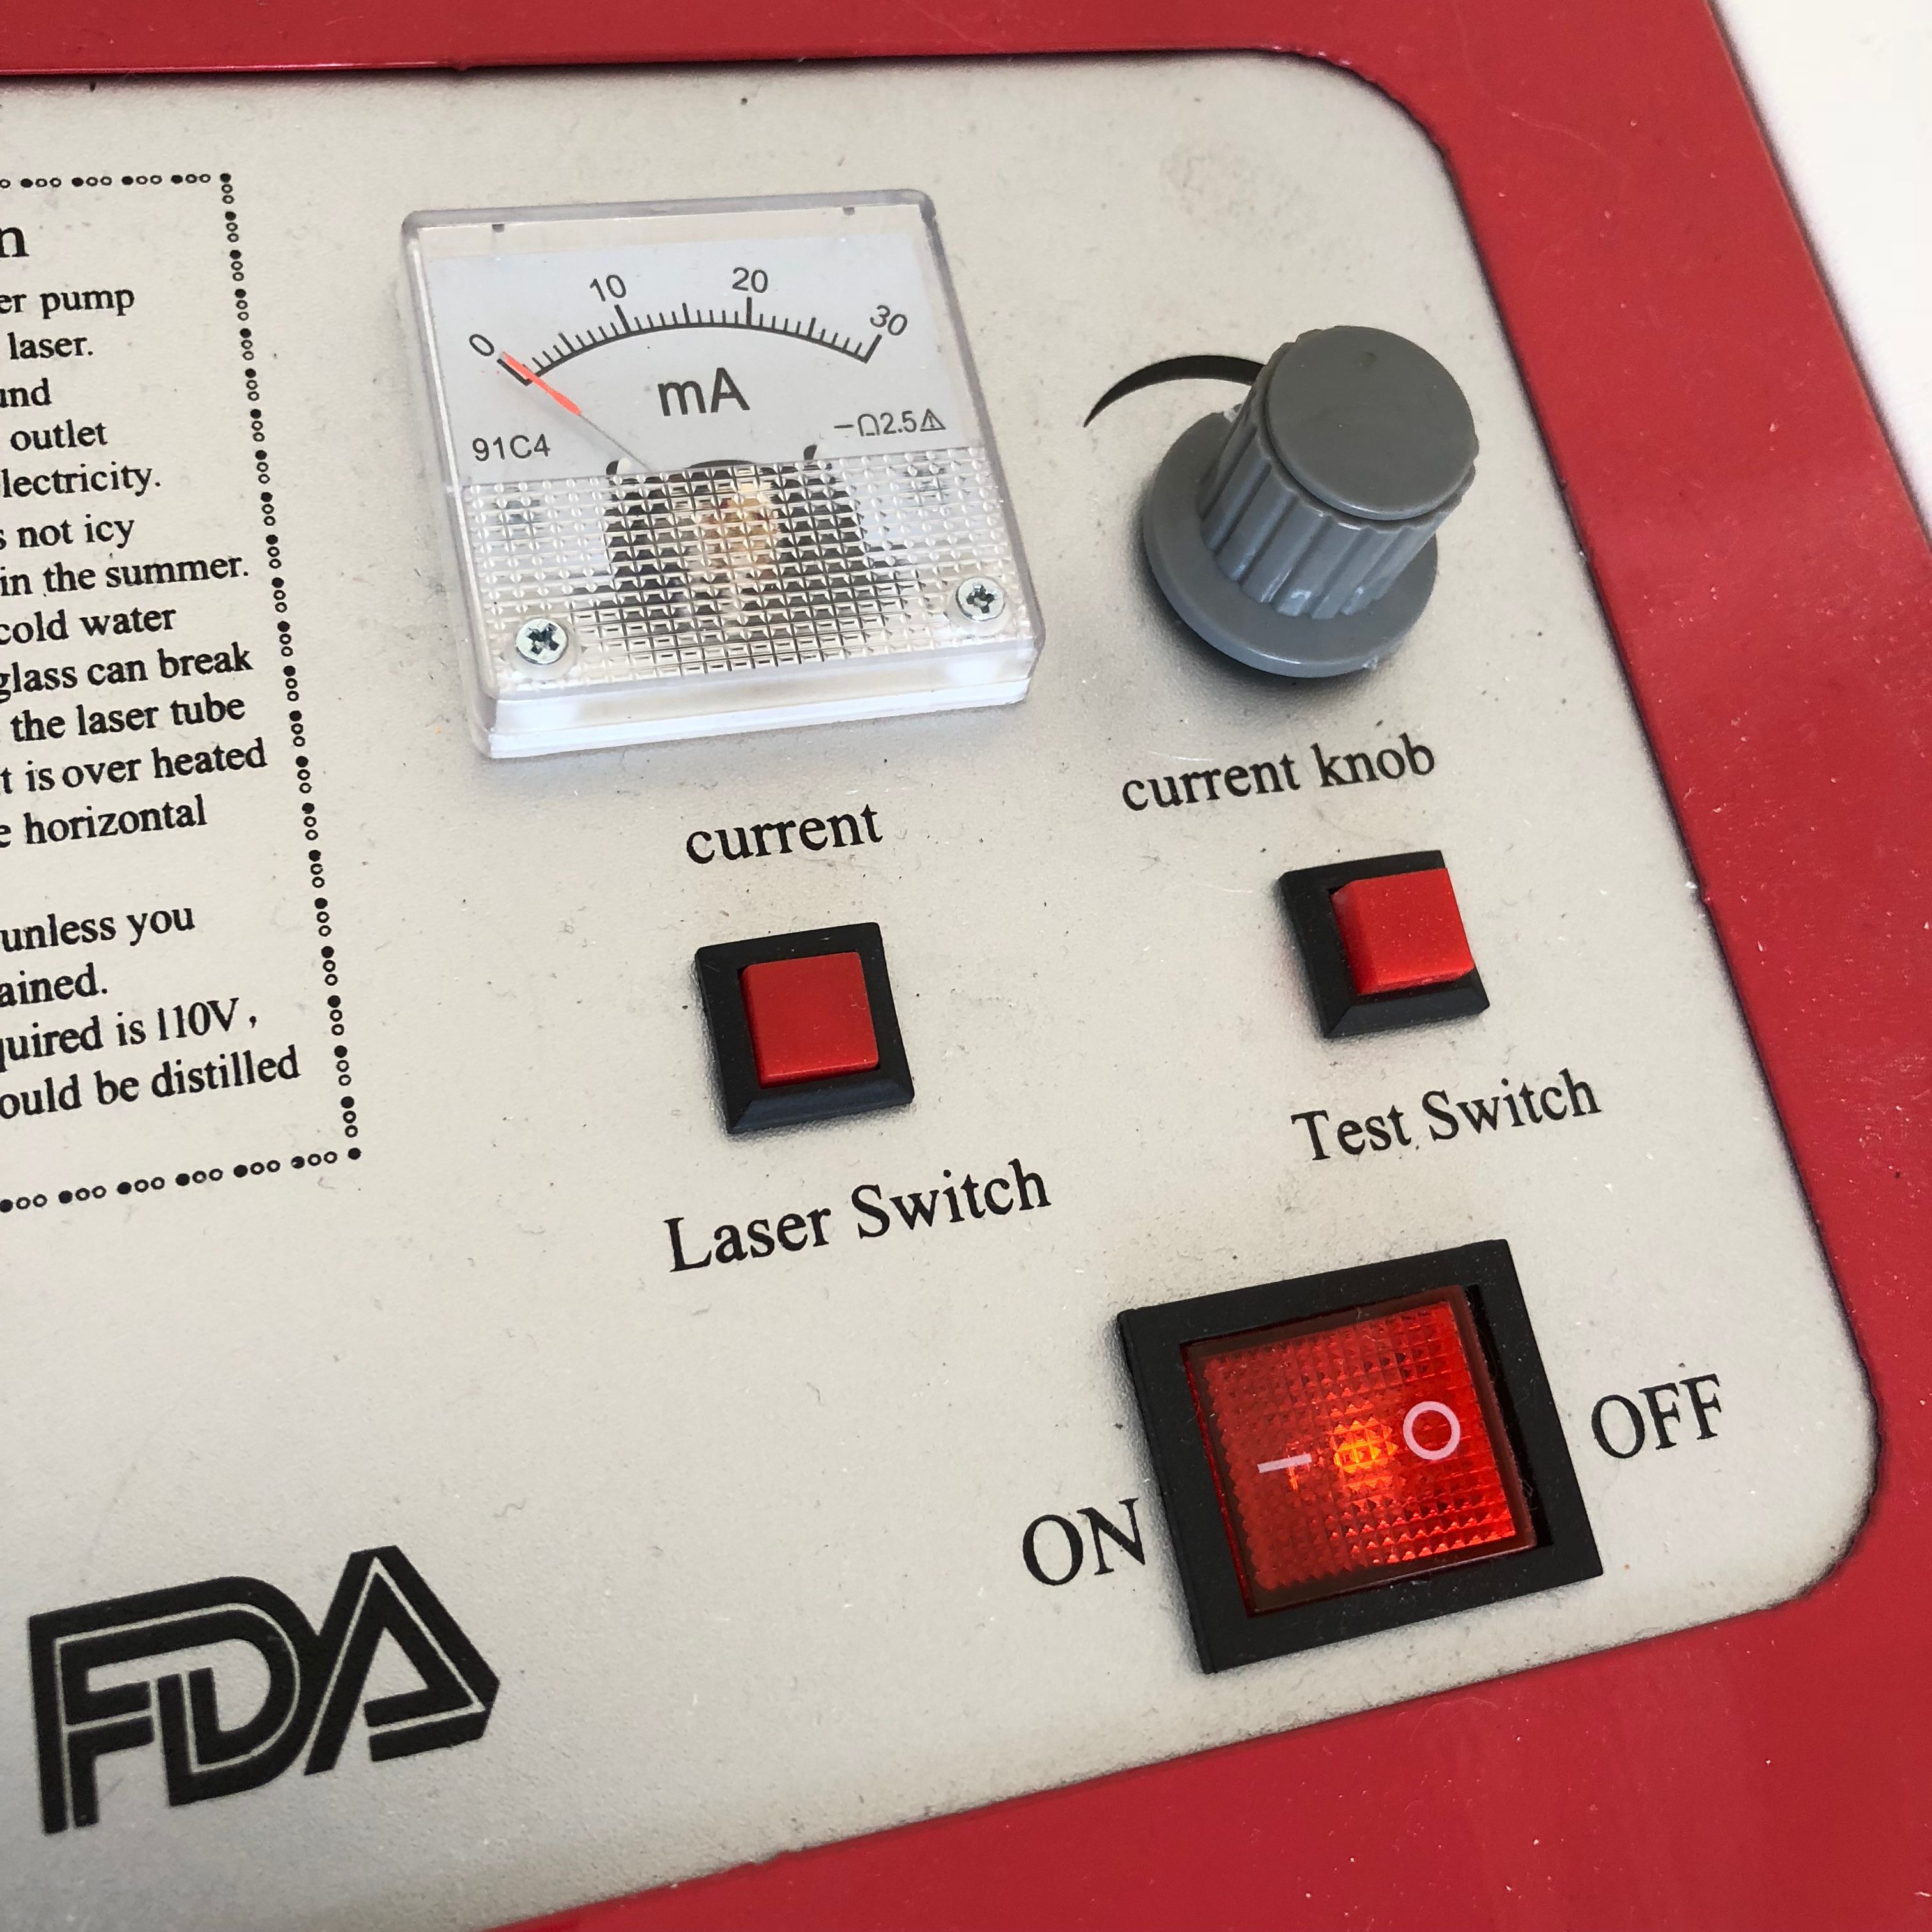 er pump
laser.
outlet
lectricity.
not icy
in the summer.
cold water
glass can break
the laser tube
t is over heated
e horizontal
unless you
ained.
quired is 110V,
ould be distilled
0 10 20 30
mA
91C4
2.5
current
current knob
Laser Switch
Test Switch
ON
OFF
FDA